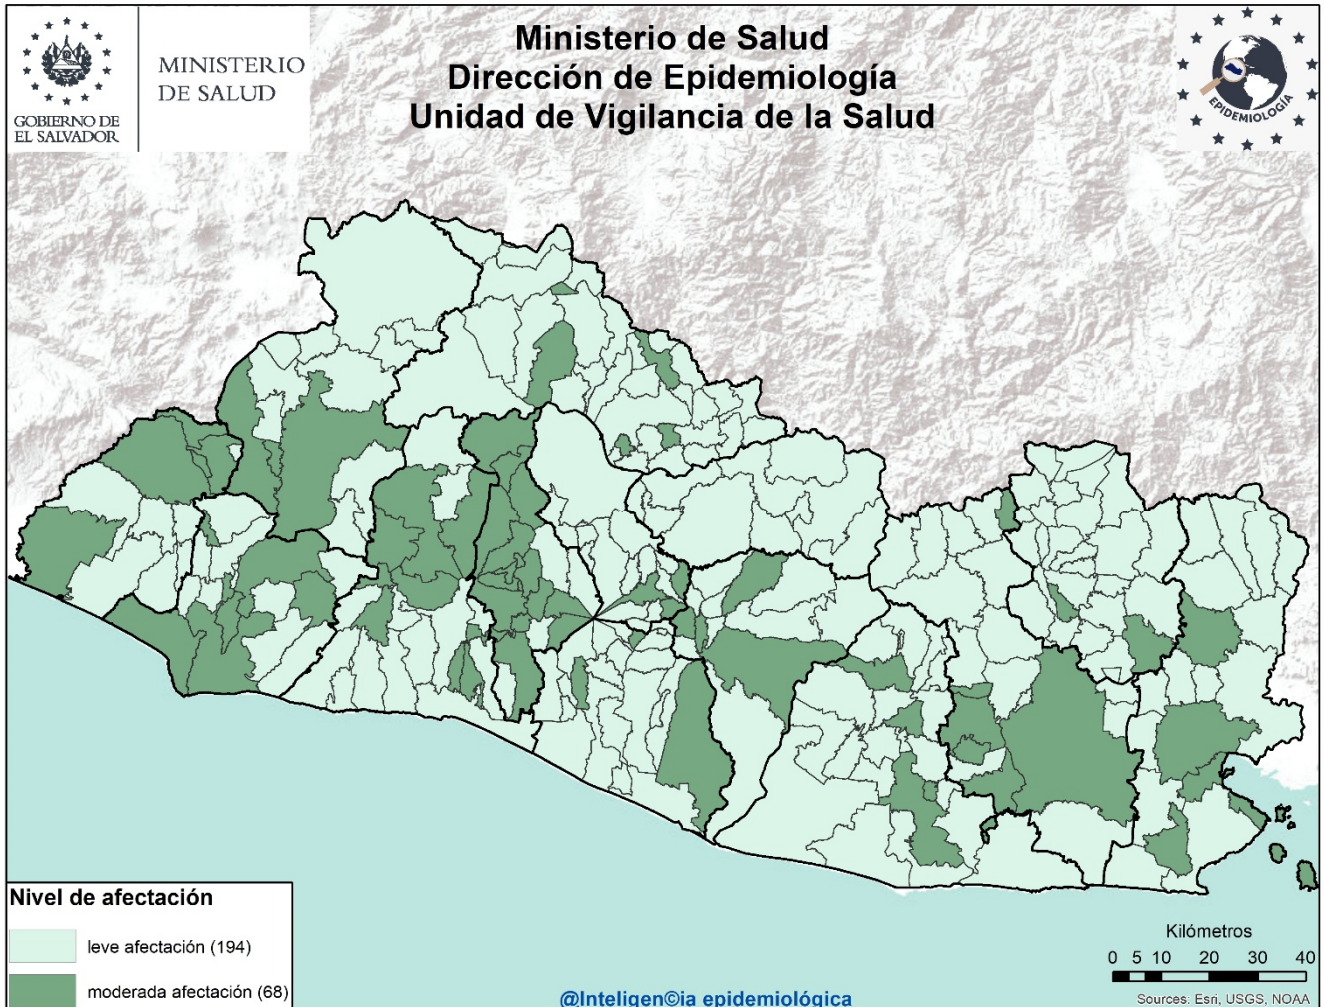 GOBIERNO DE
EL SALVADOR
MINISTERIO
DE SALUD
Ministerio de Salud
Dirección de Epidemiología
Unidad de Vigilancia de la Salud
EPIDEMIOLOGÍA
Nivel de afectación
leve afectación (194)
moderada afectación (68)
@Inteligen©ia epidemiológica
Kilómetros
0 5 10 20 30 40
Sources: Esri, USGS, NOAA